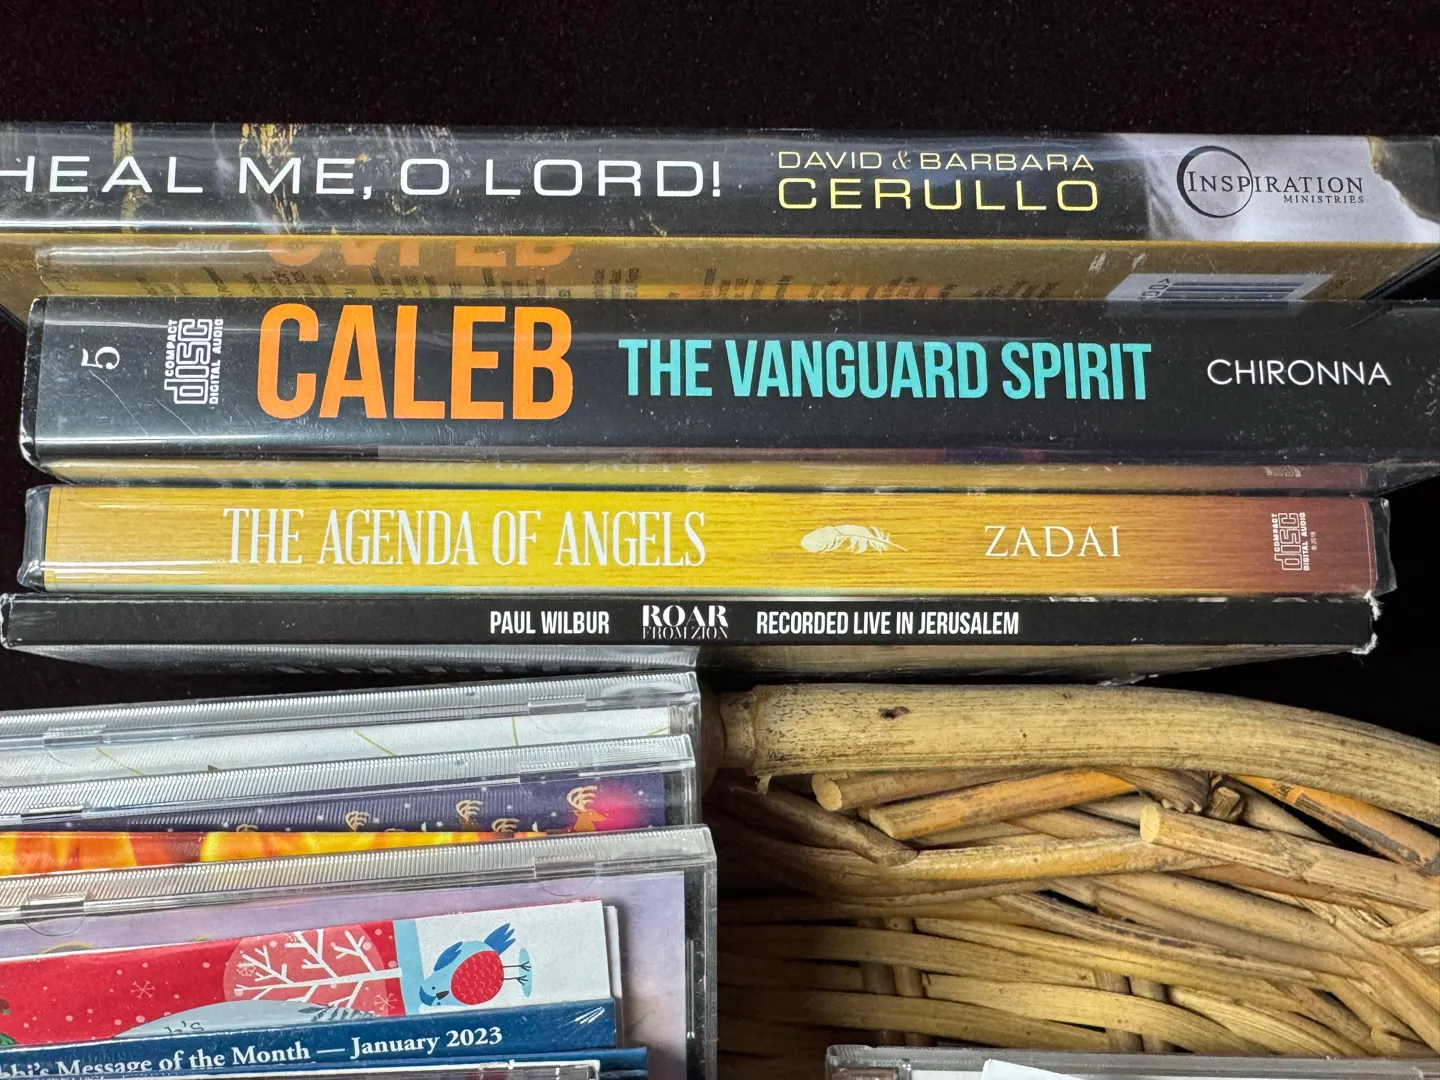 HEAL ME, O LORD!
DAVID & BARBARA
CERULLO
INSPIRATION
MINISTRIES
5
COMPACT
disc
DIGITAL AUDIO
CALEB
THE VANGUARD SPIRIT
CHIRONNA
THE AGENDA OF ANGELS
ZADAI
COMPACT
disc
DIGITAL AUDIO
PAUL WILBUR
ROAR
FROM ZION
RECORDED LIVE IN JERUSALEM
bbi's Message of the Month — January 2023